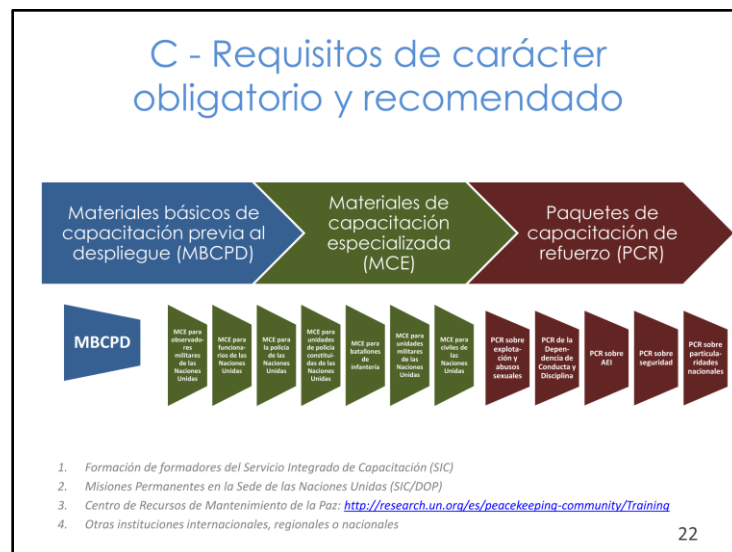 C - Requisitos de carácter
obligatorio y recomendado
Materiales básicos de
capacitación previa al
despliegue (MBCPD)
Materiales de
capacitación
especializada
(MCE)
Paquetes de
capacitación de
refuerzo (PCR)
MBCPD
MCE para
observado-
res
militares
de las
Naciones
Unidas
MCE para
funciona-
rios de las
Naciones
Unidas
MCE para
la policía
de las
Naciones
Unidas
MCE para
unidades
de policía
constitui-
das de las
Naciones
Unidas
MCE para
batallones
de
infantería
MCE para
unidades
militares
de las
Naciones
Unidas
MCE para
civiles de
las
Naciones
Unidas
PCR sobre
explota-
ción y
abusos
sexuales
PCR de la
Depen-
dencia de
Conducta y
Disciplina
PCR sobre
AEI
PCR sobre
seguridad
PCR sobre
particula-
ridades
nacionales
1. Formación de formadores del Servicio Integrado de Capacitación (SIC)
2. Misiones Permanentes en la Sede de las Naciones Unidas (SIC/DOP)
3. Centro de Recursos de Mantenimiento de la Paz: http://research.un.org/es/peacekeeping-community/Training
4. Otras instituciones internacionales, regionales o nacionales
22